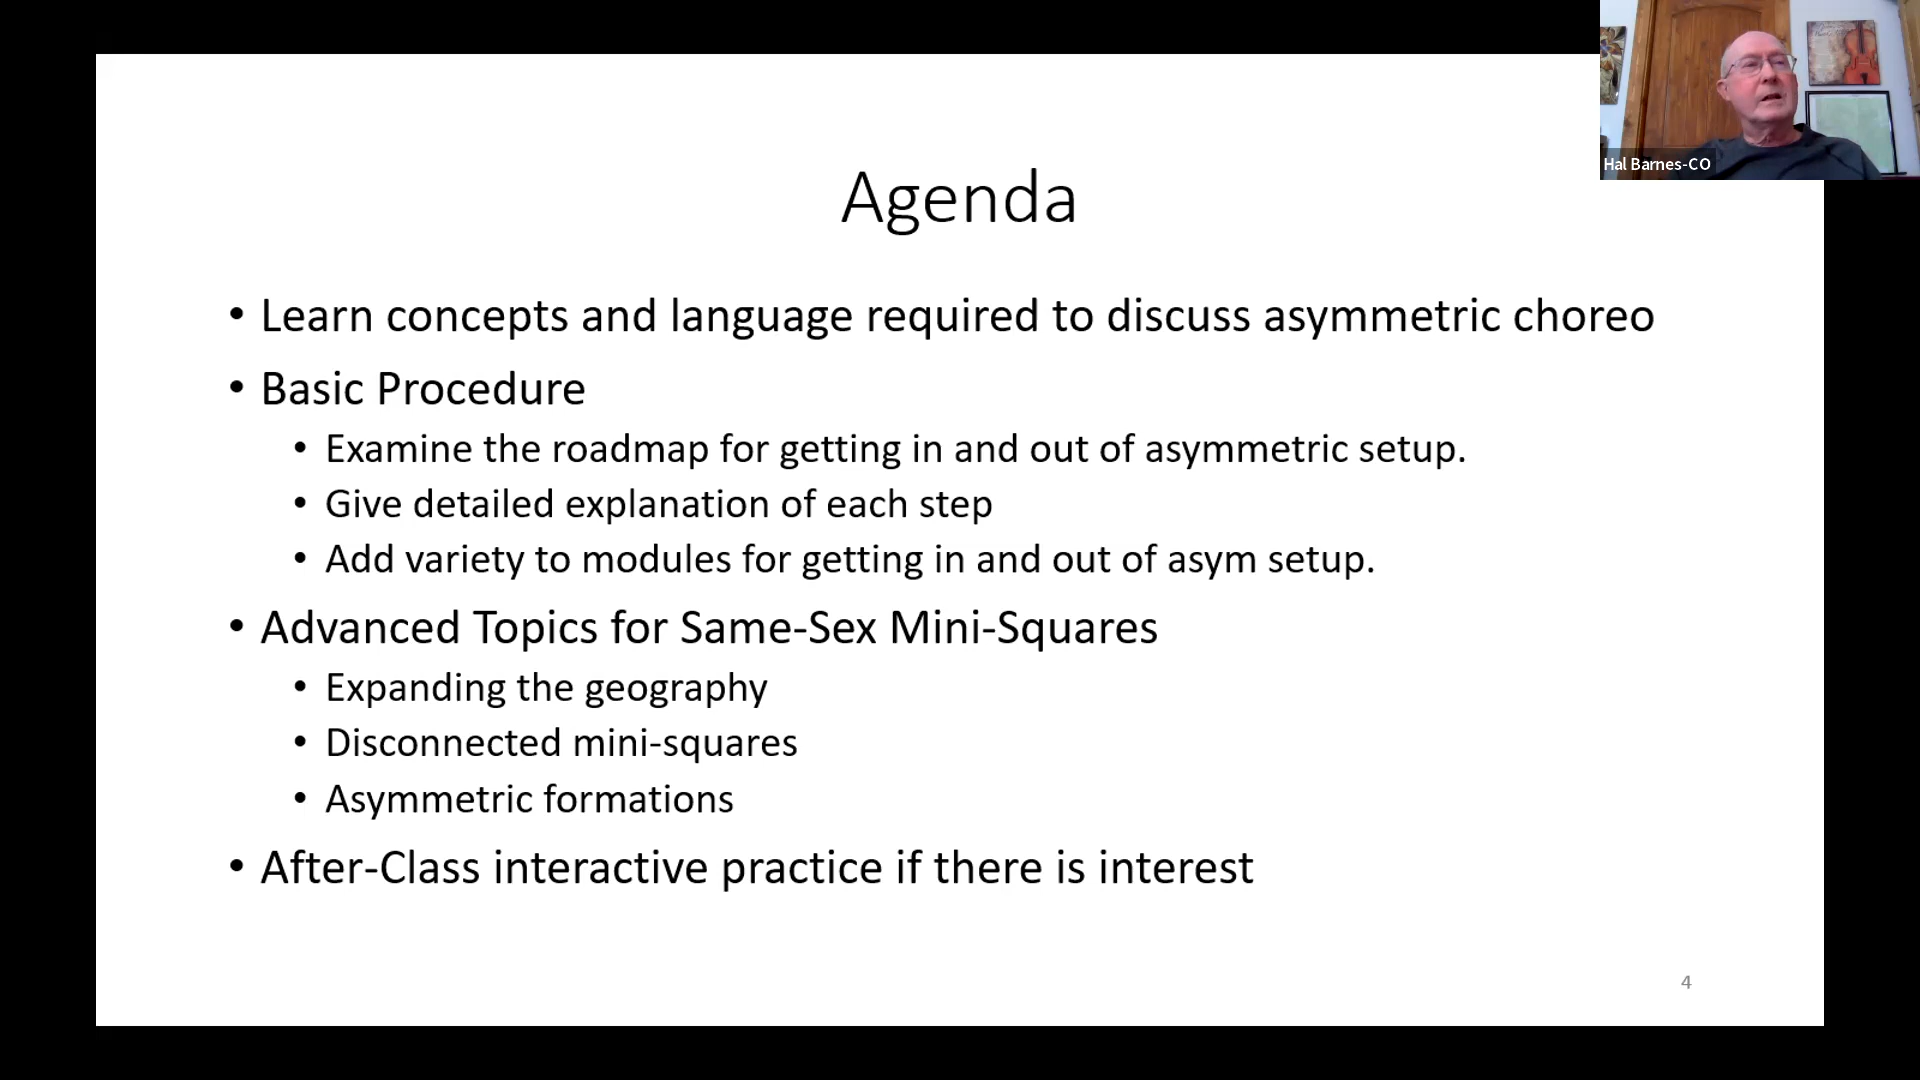 Hal Barnes-CO
Agenda
• Learn concepts and language required to discuss asymmetric choreo
• Basic Procedure
• Examine the roadmap for getting in and out of asymmetric setup.
• Give detailed explanation of each step
• Add variety to modules for getting in and out of asym setup.
• Advanced Topics for Same-Sex Mini-Squares
• Expanding the geography
• Disconnected mini-squares
• Asymmetric formations
• After-Class interactive practice if there is interest
4